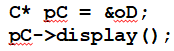 C* pC = &oD;
pC->display();